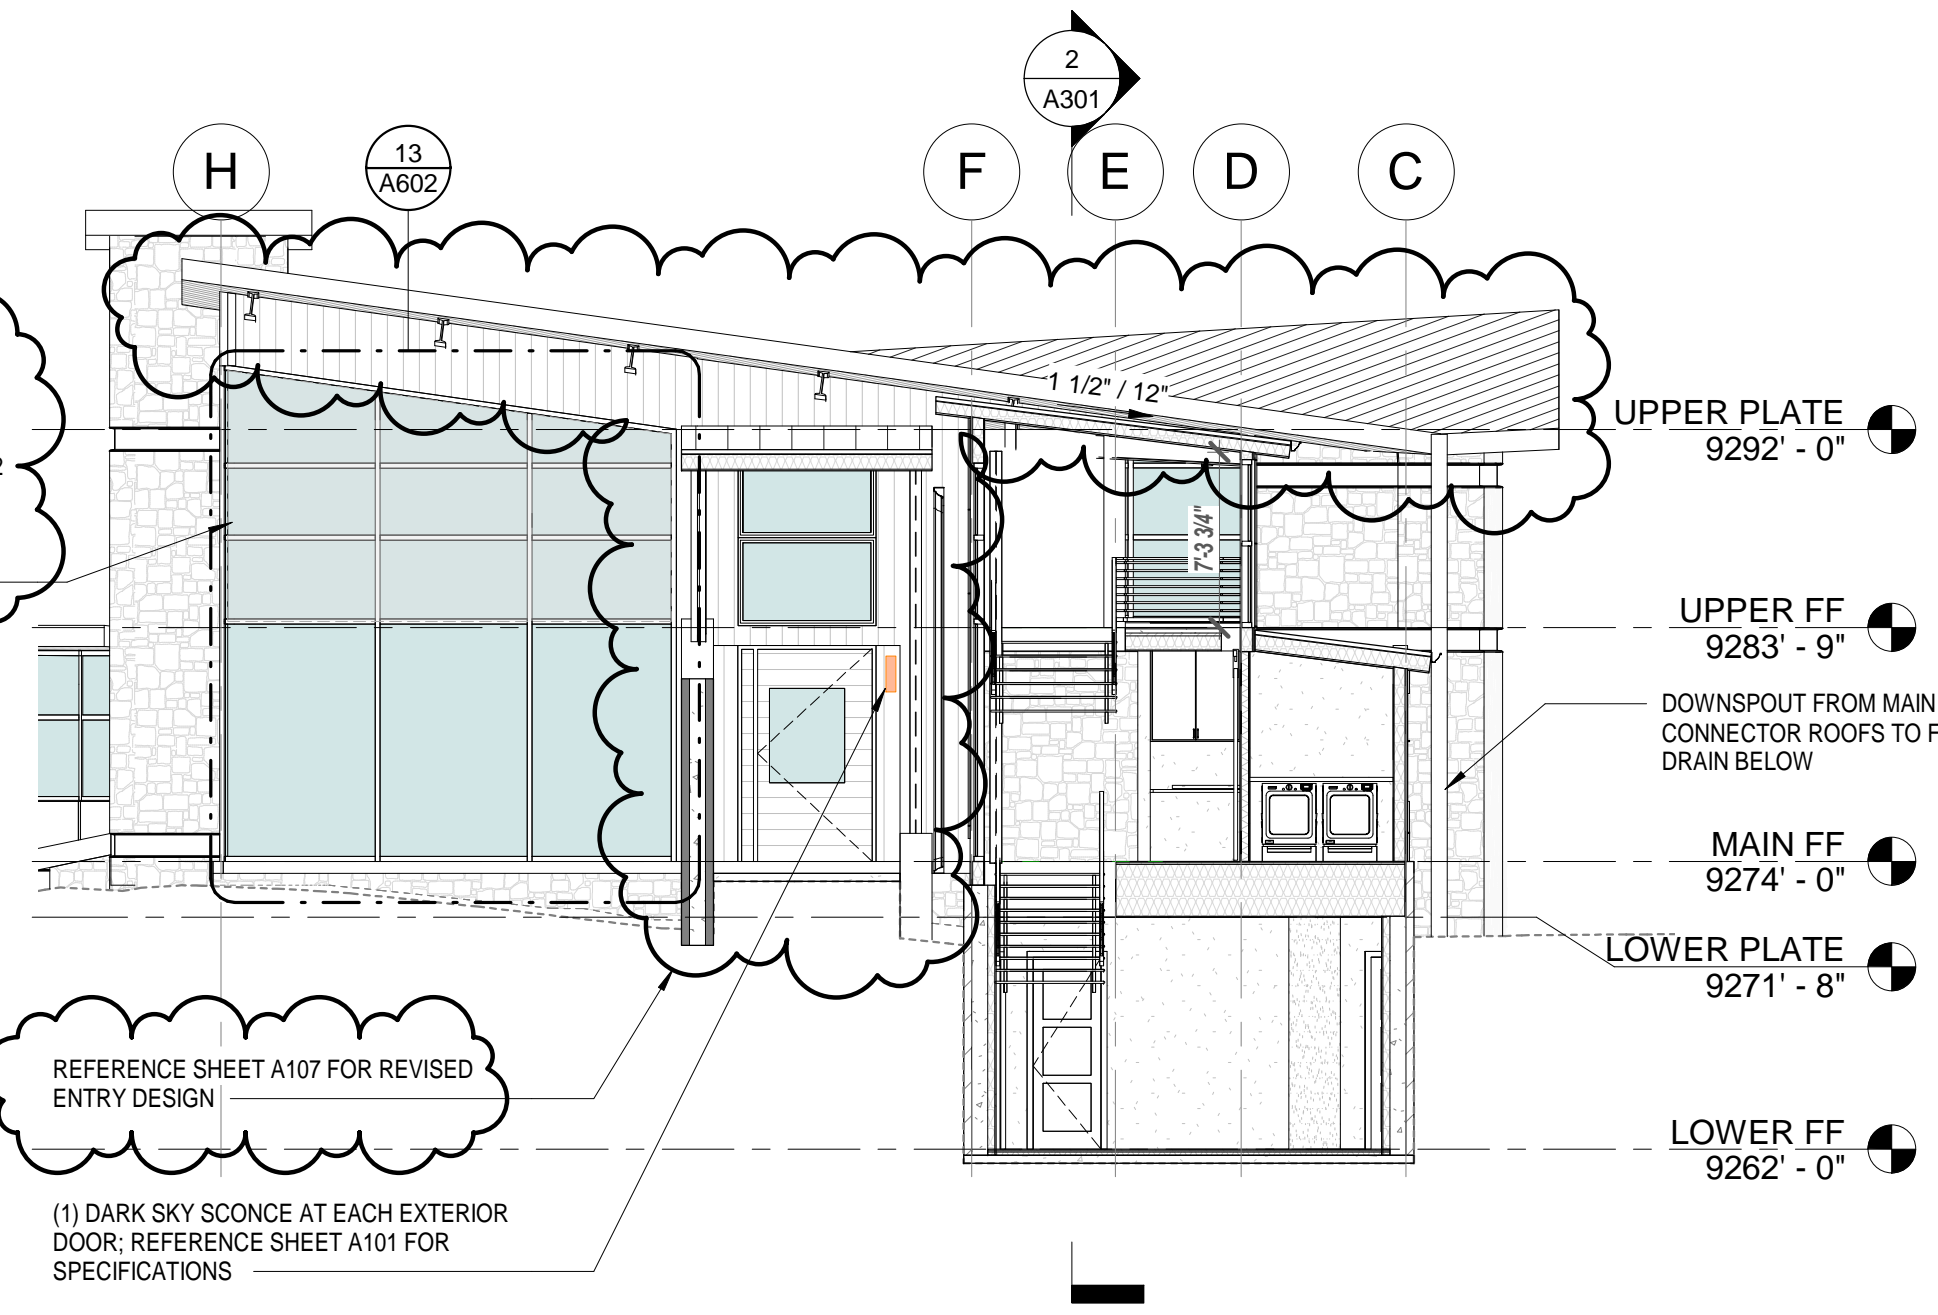 2
A301
H
13
A602
F
E
D
C
1 1/2" / 12"
UPPER PLATE
9292' - 0"
2
7'-3 3/4"
UPPER FF
9283' - 9"
DOWNSPOUT FROM MAIN
CONNECTOR ROOFS TO F
DRAIN BELOW
MAIN FF
9274' - 0"
LOWER PLATE
9271' - 8"
REFERENCE SHEET A107 FOR REVISED
ENTRY DESIGN
LOWER FF
9262' - 0"
(1) DARK SKY SCONCE AT EACH EXTERIOR
DOOR; REFERENCE SHEET A101 FOR
SPECIFICATIONS